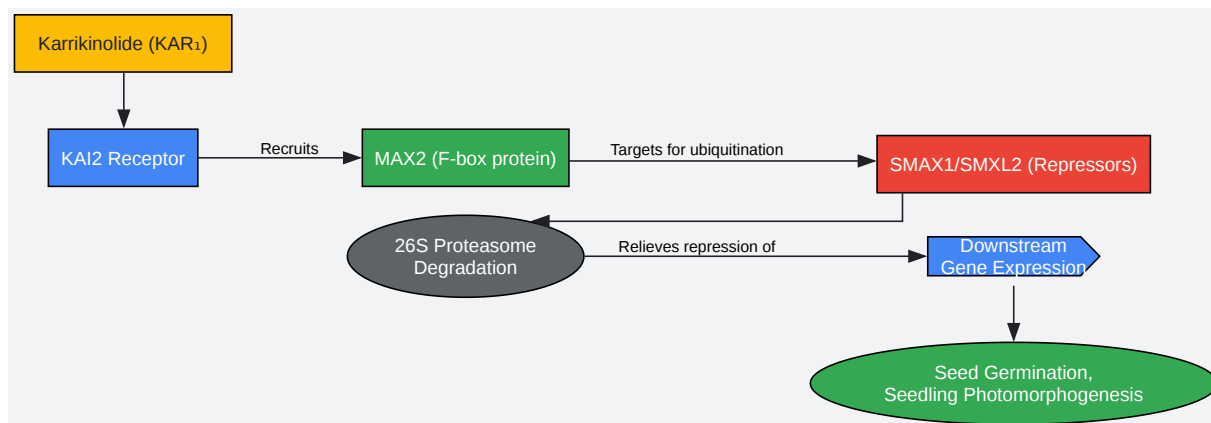 Karrikinolide (KAR₁)
KAI2 Receptor
Recruits
MAX2 (F-box protein)
Targets for ubiquitination
SMAX1/SMXL2 (Repressors)
26S Proteasome
Degradation
Relieves repression of
Downstream
Gene Expression
Seed Germination,
Seedling Photomorphogenesis